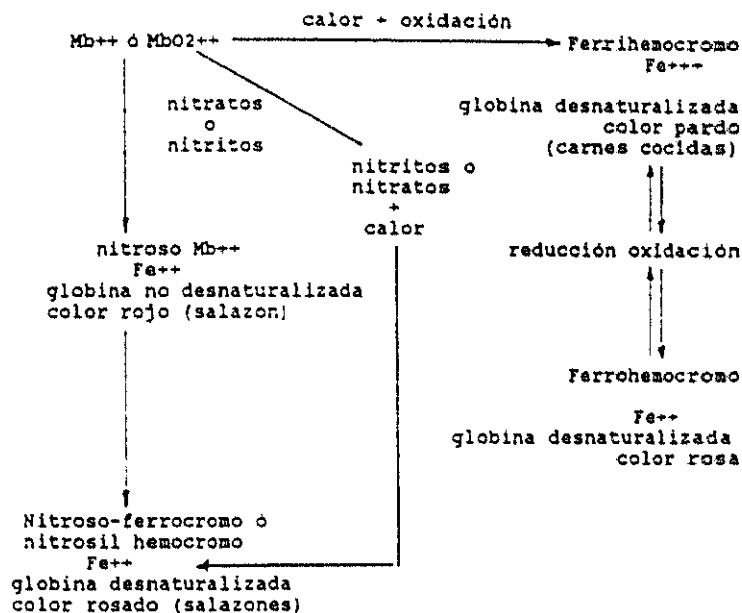 calor + oxidación
Mb++ ó MbO2++
Ferrihemocromo
Fe+++
nitratos
o
nitritos
globina desnaturalizada
color pardo
(carnes cocidas)
nitritos o
nitratos
+
calor
nitroso Mb++
Fe++
globina no desnaturalizada
color rojo (salazon)
reducción oxidación
Ferrohemocromo
Fe++
globina desnaturalizada
color rosa
Nitroso-ferrocromo ó
nitrosil hemocromo
Fe++
globina desnaturalizada
color rosado (salazones)